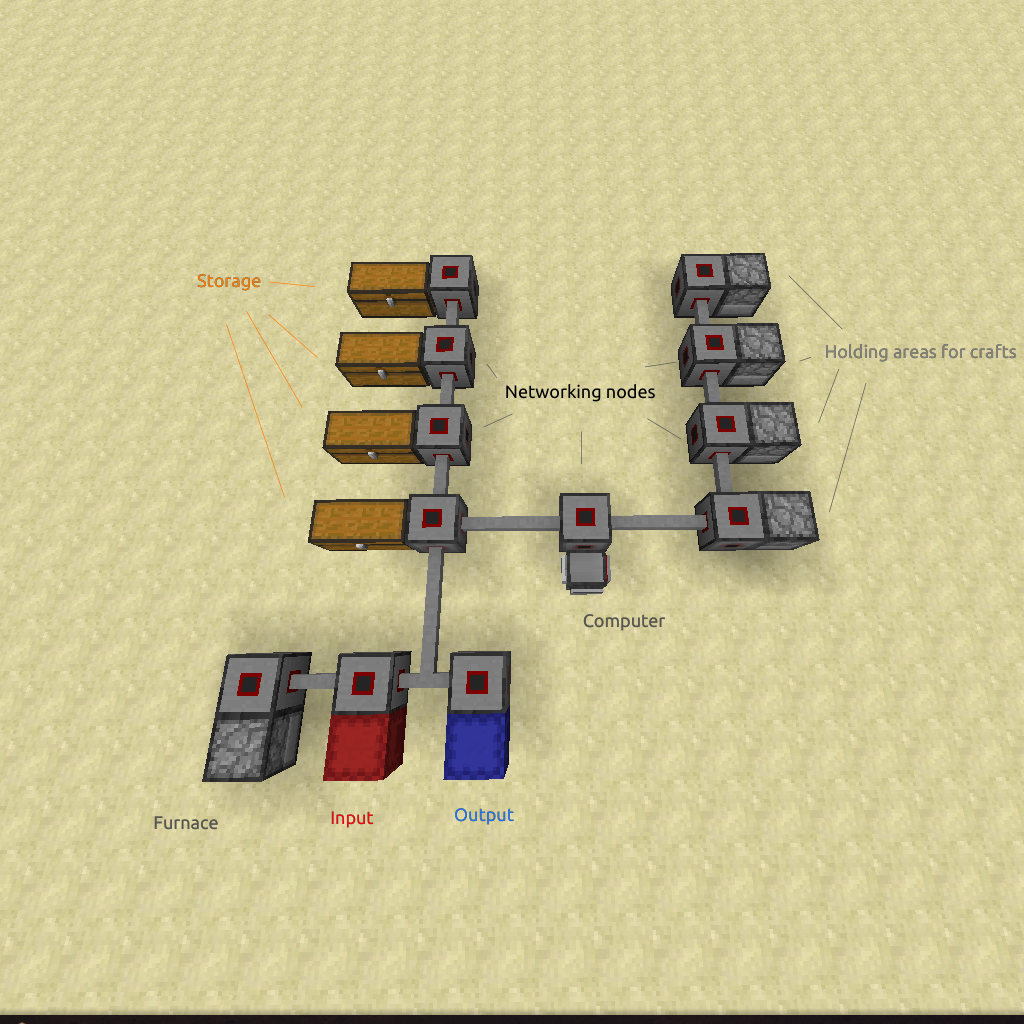 Storage
Holding areas for crafts
Networking nodes
Computer
Furnace
Input
Output